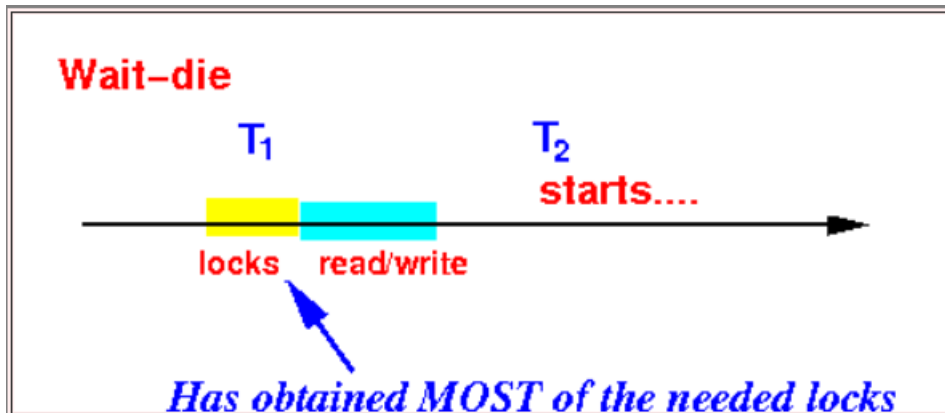 Wait-die
T₁ T₂
starts....
locks read/write
Has obtained MOST of the needed locks